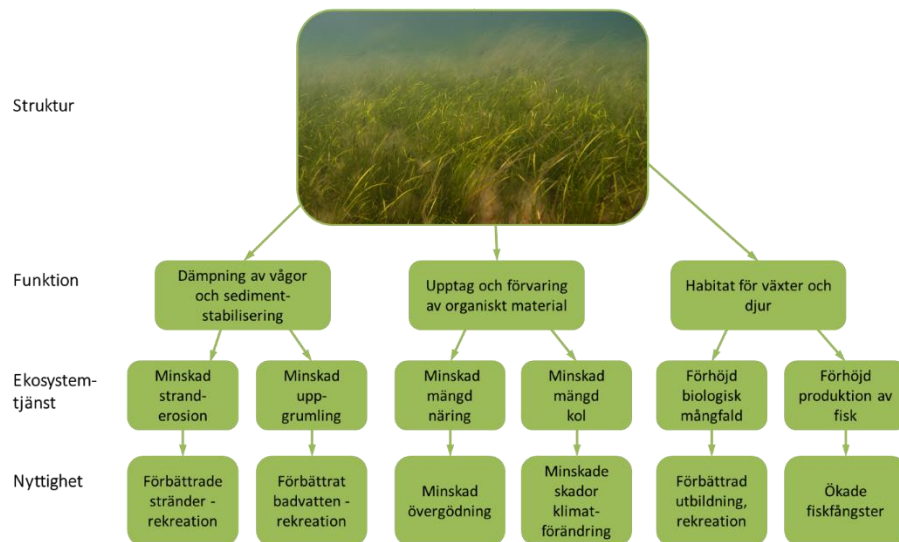 Struktur
Funktion
Dämpning av vågor
och sediment-
stabilisering
Upptag och förvaring
av organiskt material
Habitat för växter och
djur
Ekosystem-
tjänst
Minskad
strand-
erosion
Minskad
upp-
grumling
Minskad
mängd
näring
Minskad
mängd
kol
Förhöjd
biologisk
mångfald
Förhöjd
produktion av
fisk
Nyttighet
Förbättrade
stränder -
rekreation
Förbättrat
badvatten -
rekreation
Minskad
övergödning
Minskade
skador
klimat-
förändring
Förbättrad
utbildning,
rekreation
Ökade
fiskfångster